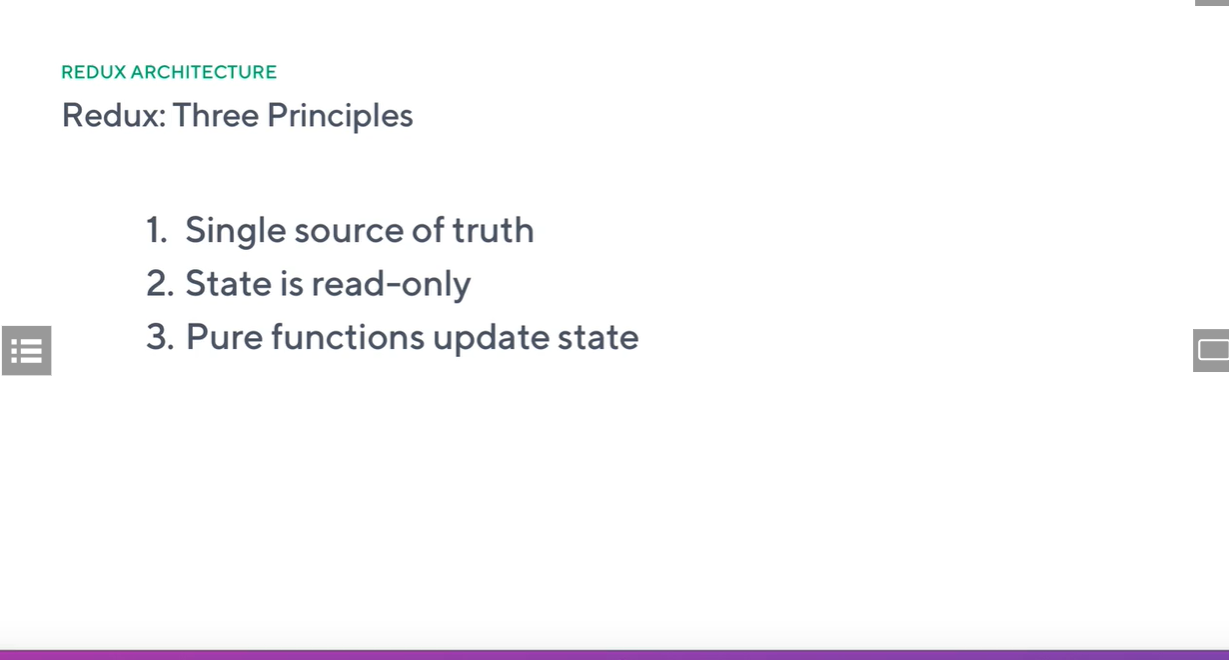 REDUX ARCHITECTURE
Redux: Three Principles
1. Single source of truth
2. State is read-only
3. Pure functions update state